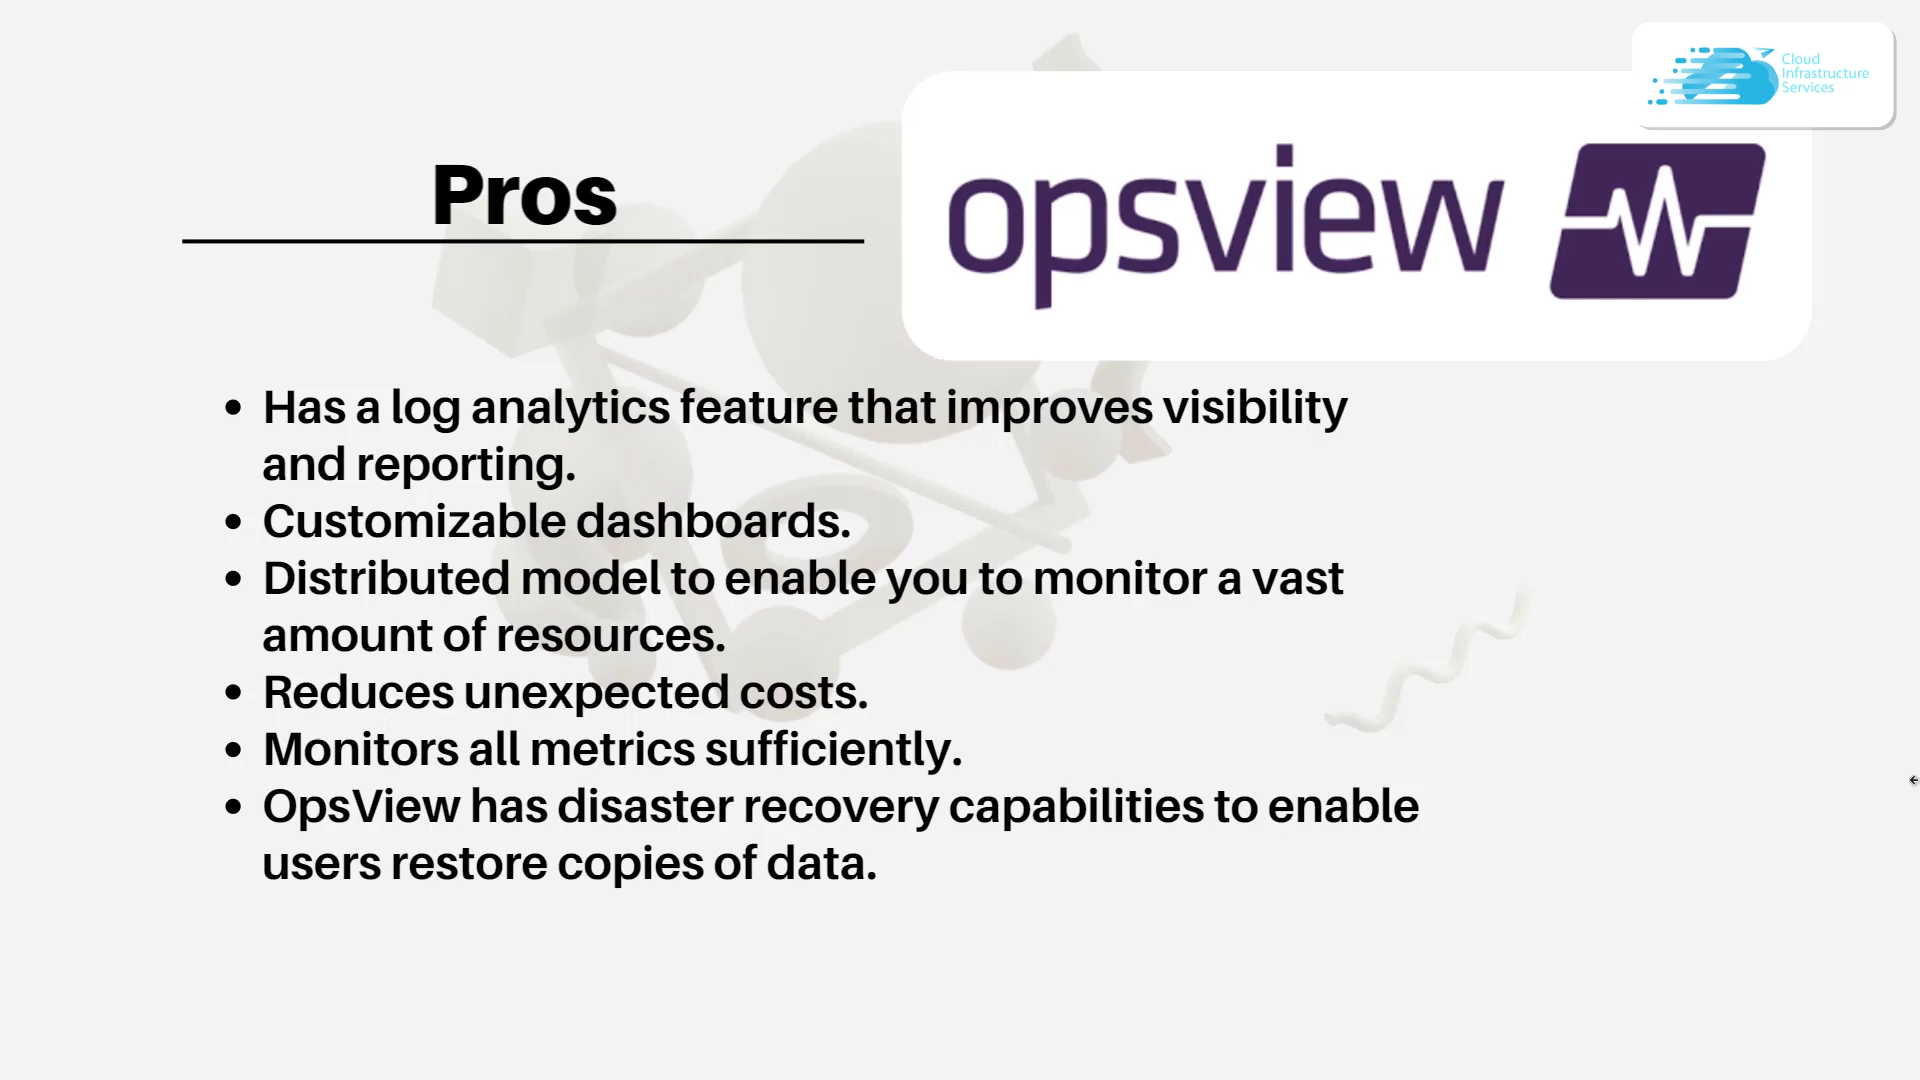 Cloud
Infrastructure
Services
Pros
opsview
• Has a log analytics feature that improves visibility
and reporting.
• Customizable dashboards.
• Distributed model to enable you to monitor a vast
amount of resources.
• Reduces unexpected costs.
• Monitors all metrics sufficiently.
• OpsView has disaster recovery capabilities to enable
users restore copies of data.